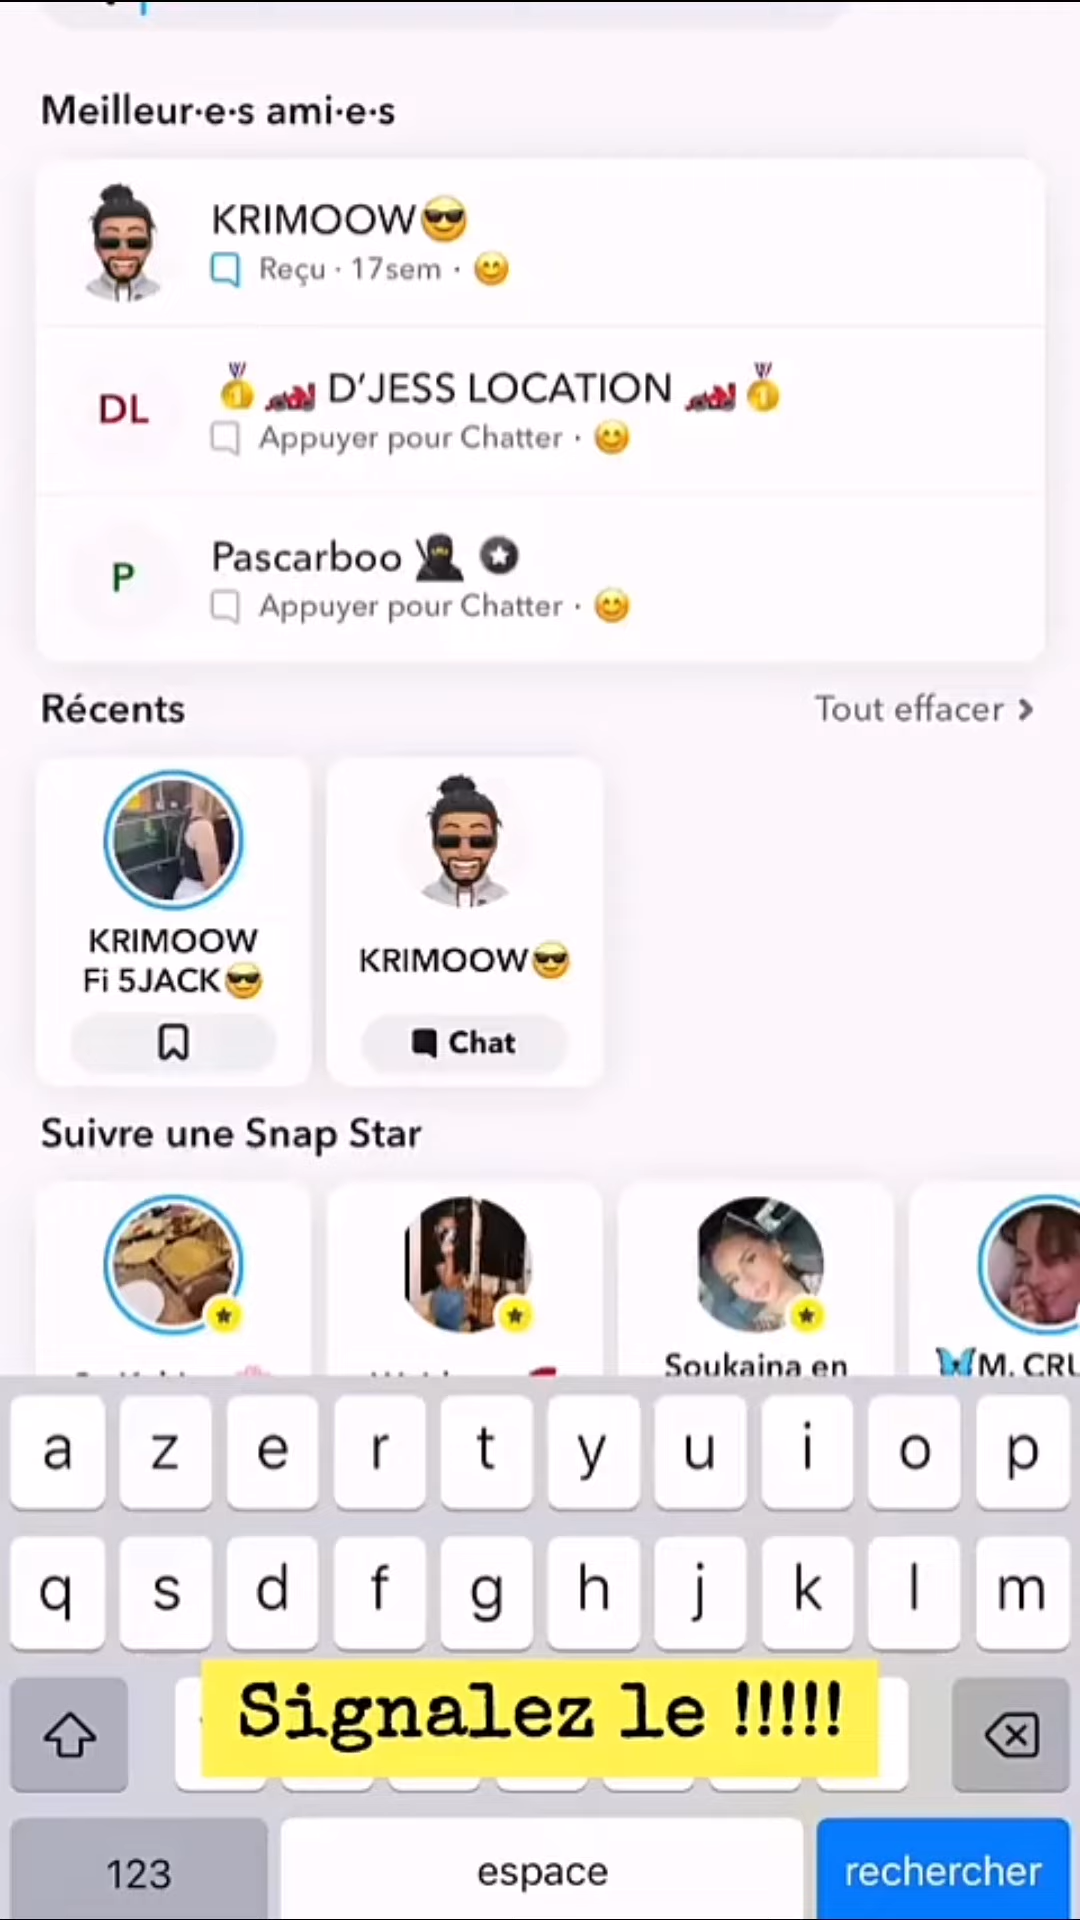 Meilleur·e·s ami·e·s
KRIMOOW😎
Reçu · 17sem · 😊
DL
🥇🏎️ D'JESS LOCATION 🏎️🥇
Appuyer pour Chatter · 😊
P
Pascarboo 🥷
Appuyer pour Chatter · 😊
Récents
Tout effacer
KRIMOOW
Fi 5JACK😎
KRIMOOW😎
Chat
Suivre une Snap Star
Soukaina en
🦋M. CRU
a z e r t y u i o p
q s d f g h j k l m
Signalez le !!!!!
123
espace
rechercher